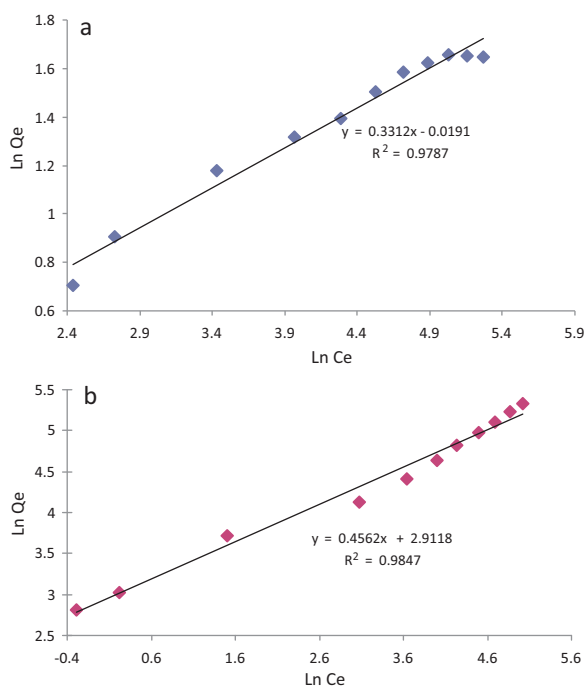 a
1.8
1.6
1.4
1.2
1
0.8
0.6
Ln Qe
y = 0.3312x - 0.0191
R² = 0.9787
2.4 2.9 3.4 3.9 4.4 4.9 5.4 5.9
Ln Ce
b
5.5
5
4.5
4
3.5
3
2.5
Ln Qe
y = 0.4562x + 2.9118
R² = 0.9847
-0.4 0.6 1.6 2.6 3.6 4.6 5.6
Ln Ce